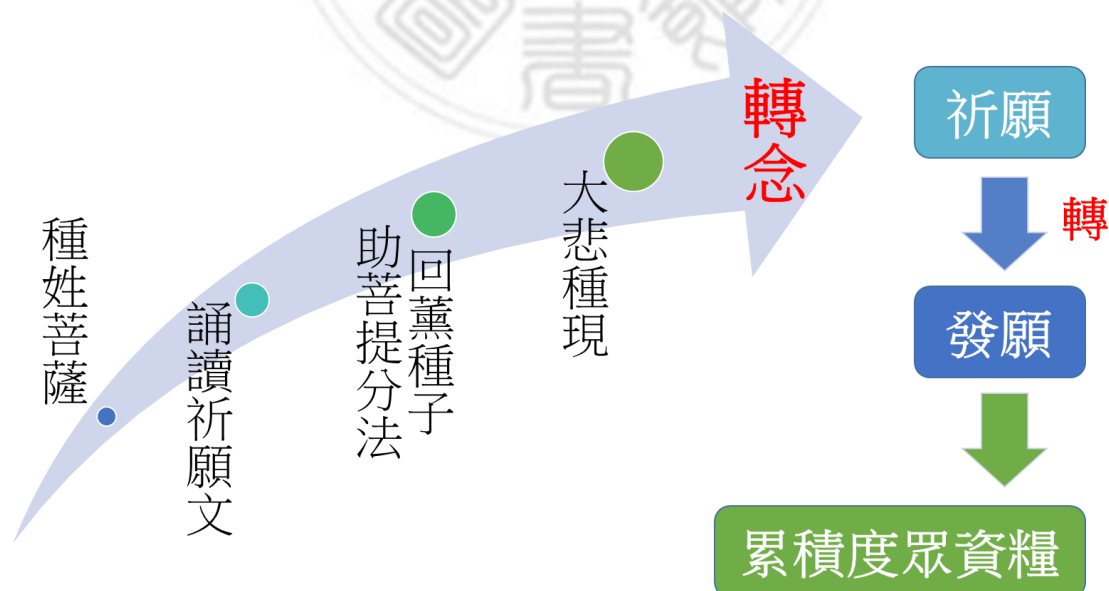 種姓菩薩
誦讀祈願文
回薰種子
助菩提分法
大悲種現
轉念
祈願
轉
發願
累積度眾資糧